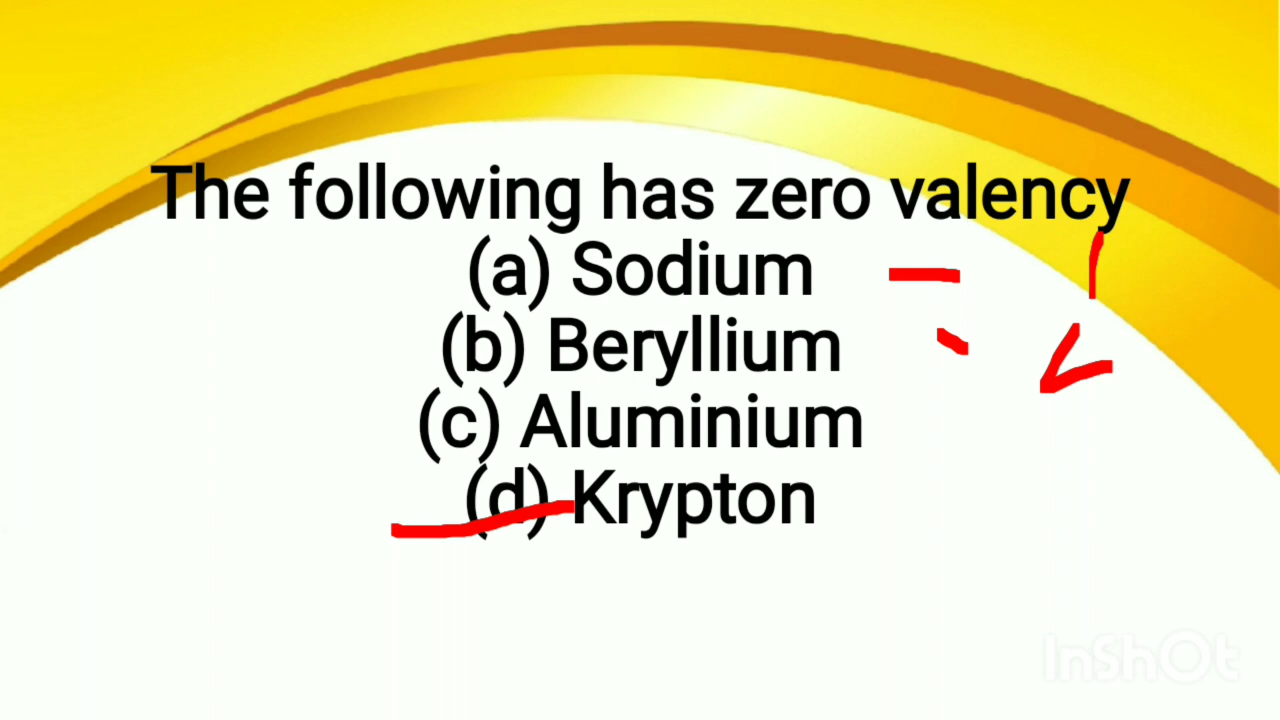 The following has zero valency
(a) Sodium
(b) Beryllium
(c) Aluminium
(d) Krypton
InShOt